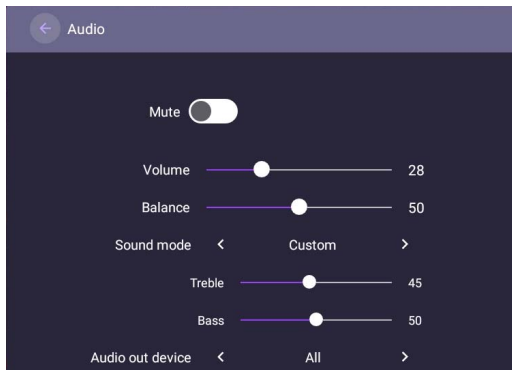 Audio
Mute
Volume 28
Balance 50
Sound mode Custom
Treble 45
Bass 50
Audio out device All